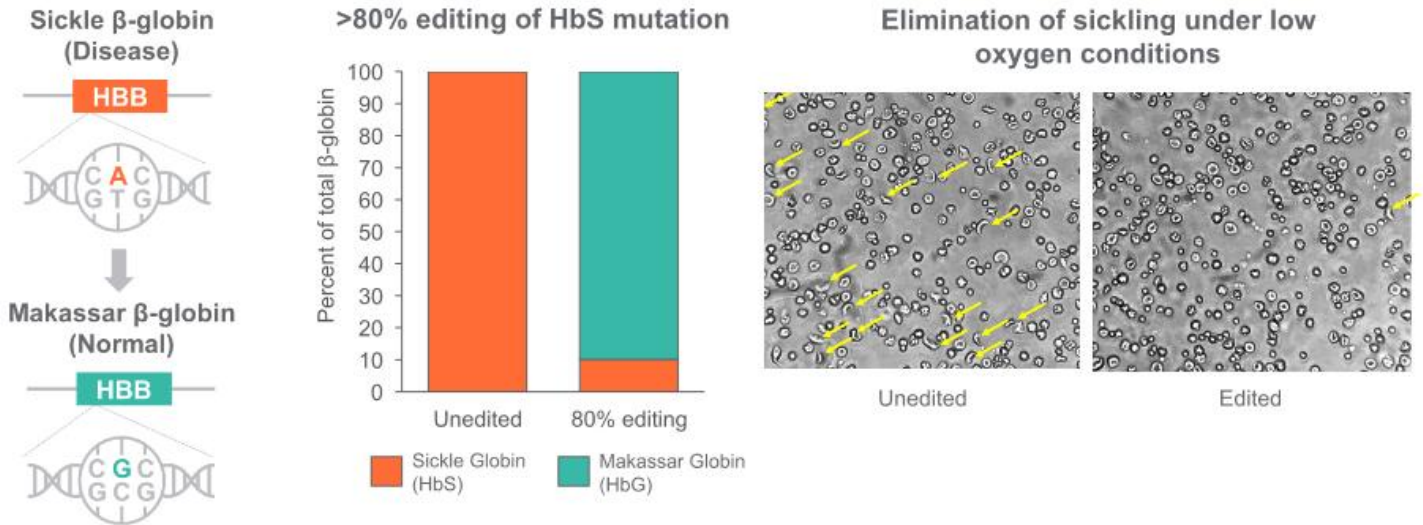 Sickle β-globin
(Disease)
HBB
C A C
G T G
Makassar β-globin
(Normal)
HBB
C G C
G C G
>80% editing of HbS mutation
Percent of total β-globin
100
90
80
70
60
50
40
30
20
10
0
Unedited
80% editing
Sickle Globin
(HbS)
Makassar Globin
(HbG)
Elimination of sickling under low
oxygen conditions
Unedited
Edited